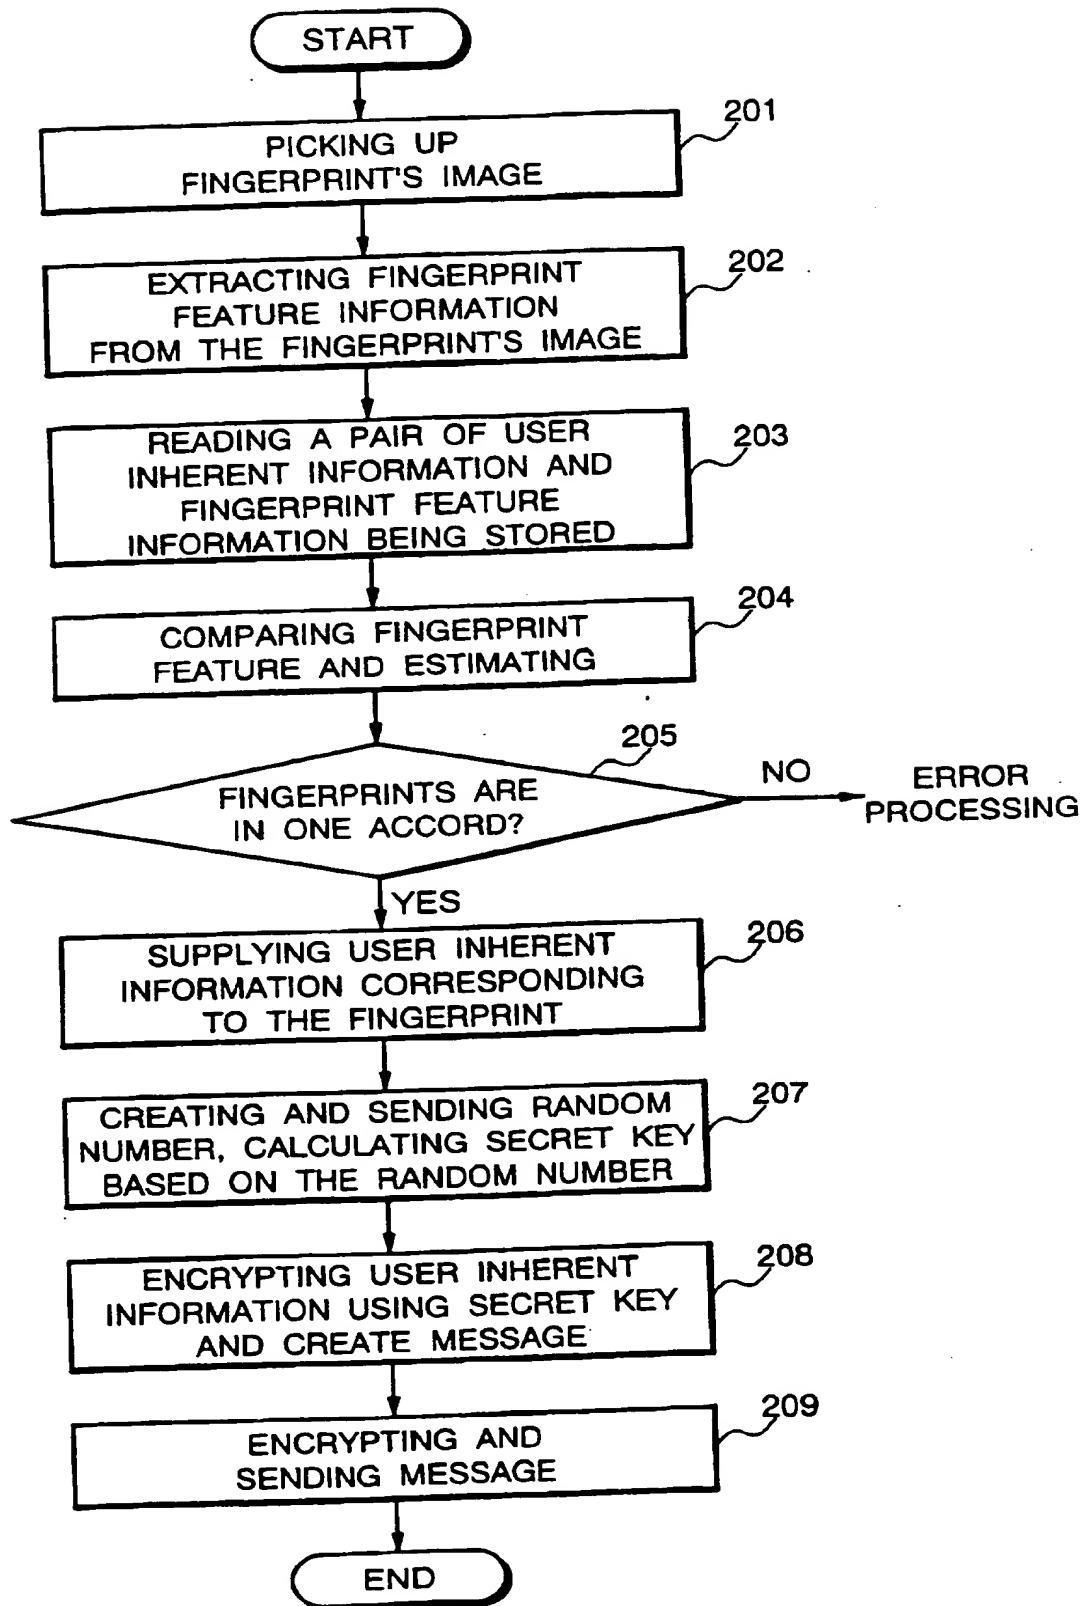 START
201
PICKING UP
FINGERPRINT'S IMAGE
202
EXTRACTING FINGERPRINT
FEATURE INFORMATION
FROM THE FINGERPRINT'S IMAGE
203
READING A PAIR OF USER
INHERENT INFORMATION AND
FINGERPRINT FEATURE
INFORMATION BEING STORED
204
COMPARING FINGERPRINT
FEATURE AND ESTIMATING
205
FINGERPRINTS ARE
IN ONE ACCORD?
NO
ERROR
PROCESSING
YES
206
SUPPLYING USER INHERENT
INFORMATION CORRESPONDING
TO THE FINGERPRINT
207
CREATING AND SENDING RANDOM
NUMBER, CALCULATING SECRET KEY
BASED ON THE RANDOM NUMBER
208
ENCRYPTING USER INHERENT
INFORMATION USING SECRET KEY
AND CREATE MESSAGE
209
ENCRYPTING AND
SENDING MESSAGE
END